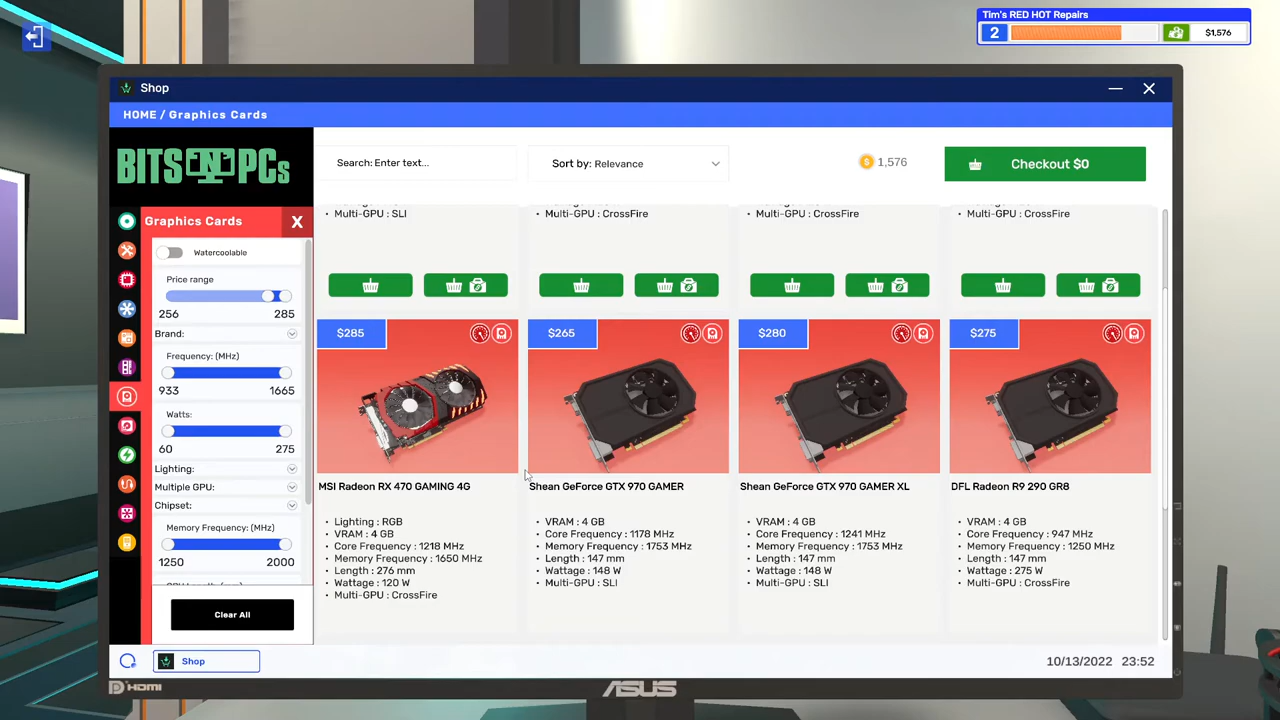 Tim's RED HOT Repairs
2
$1,576
Shop
HOME / Graphics Cards
BITS N PCs
Search: Enter text...
Sort by: Relevance
1,576
Checkout $0
Graphics Cards
X
Watercoolable
Price range
256 285
Brand:
Frequency: (MHz)
933 1665
Watts:
60 275
Lighting:
Multiple GPU:
Chipset:
Memory Frequency: (MHz)
1250 2000
Clear All
• Multi-GPU : SLI
• Multi-GPU : CrossFire
• Multi-GPU : CrossFire
• Multi-GPU : CrossFire
$285
MSI Radeon RX 470 GAMING 4G
• Lighting : RGB
• VRAM : 4 GB
• Core Frequency : 1218 MHz
• Memory Frequency : 1650 MHz
• Length : 276 mm
• Wattage : 120 W
• Multi-GPU : CrossFire
$265
Shean GeForce GTX 970 GAMER
• VRAM : 4 GB
• Core Frequency : 1178 MHz
• Memory Frequency : 1753 MHz
• Length : 147 mm
• Wattage : 148 W
• Multi-GPU : SLI
$280
Shean GeForce GTX 970 GAMER XL
• VRAM : 4 GB
• Core Frequency : 1241 MHz
• Memory Frequency : 1753 MHz
• Length : 147 mm
• Wattage : 148 W
• Multi-GPU : SLI
$275
DFL Radeon R9 290 GR8
• VRAM : 4 GB
• Core Frequency : 947 MHz
• Memory Frequency : 1250 MHz
• Length : 147 mm
• Wattage : 275 W
• Multi-GPU : CrossFire
Shop
10/13/2022 23:52
DP HDMI
ASUS